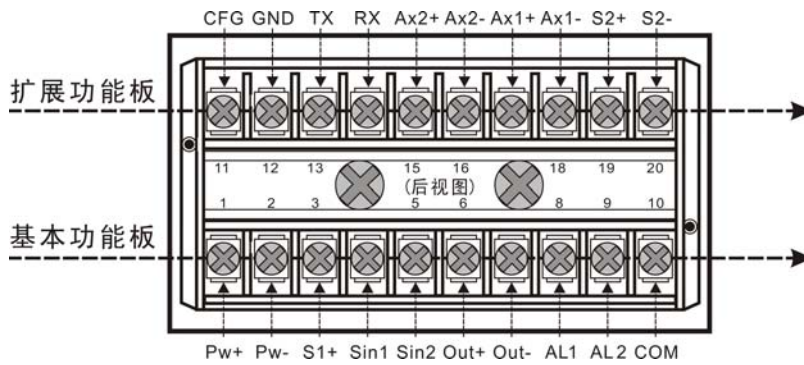 CFG GND TX RX Ax2+ Ax2- Ax1+ Ax1- S2+ S2-
扩展功能板
11 12 13 15 16 18 19 20
(后视图)
1 2 3 5 6 8 9 10
基本功能板
Pw+ Pw- S1+ Sin1 Sin2 Out+ Out- AL1 AL2 COM